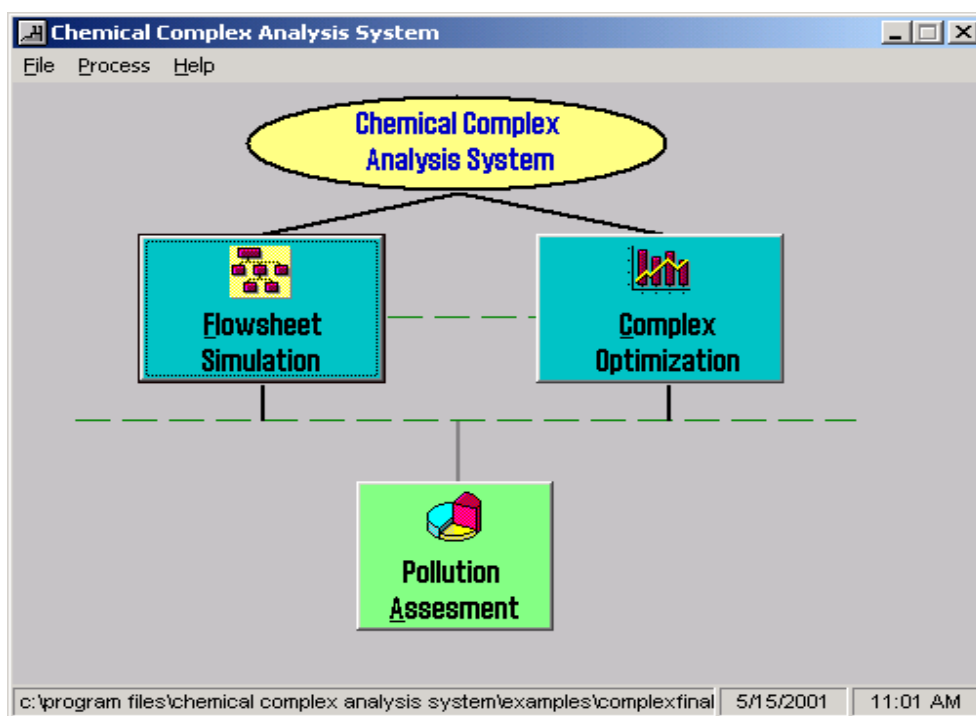 Chemical Complex Analysis System
File Process Help
Chemical Complex
Analysis System
Flowsheet
Simulation
Complex
Optimization
Pollution
Assesment
c:\program files\chemical complex analysis system\examples\complexfinal 5/15/2001 11:01 AM